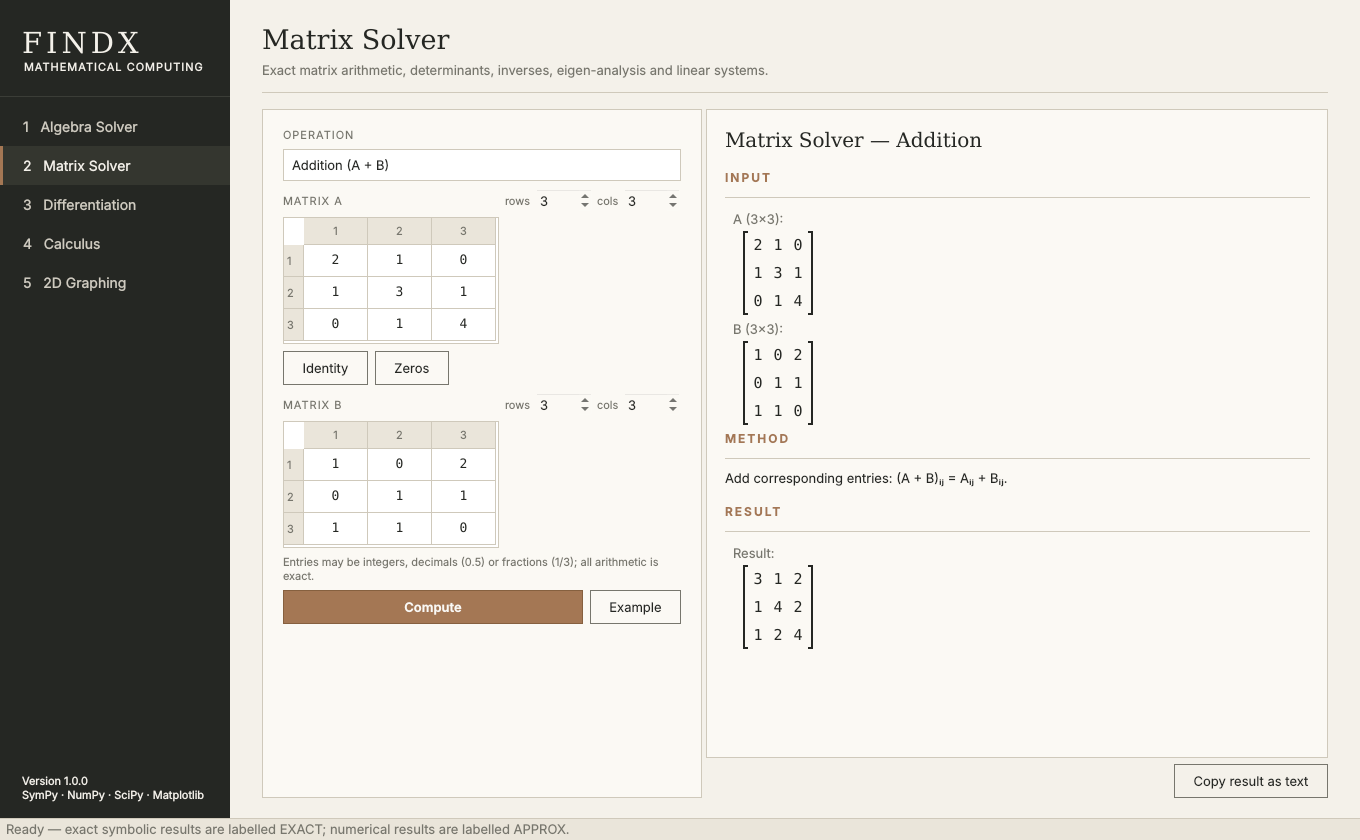 FINDX
MATHEMATICAL COMPUTING
1 Algebra Solver
2 Matrix Solver
3 Differentiation
4 Calculus
5 2D Graphing
Version 1.0.0
SymPy · NumPy · SciPy · Matplotlib
Matrix Solver
Exact matrix arithmetic, determinants, inverses, eigen-analysis and linear systems.
OPERATION
Addition (A + B)
MATRIX A rows 3 cols 3
1 2 3
1 2 1 0
2 1 3 1
3 0 1 4
Identity Zeros
MATRIX B rows 3 cols 3
1 2 3
1 1 0 2
2 0 1 1
3 1 1 0
Entries may be integers, decimals (0.5) or fractions (1/3); all arithmetic is
exact.
Compute Example
Matrix Solver — Addition
INPUT
A (3×3):
2 1 0
1 3 1
0 1 4
B (3×3):
1 0 2
0 1 1
1 1 0
METHOD
Add corresponding entries: (A + B)ᵢⱼ = Aᵢⱼ + Bᵢⱼ.
RESULT
Result:
3 1 2
1 4 2
1 2 4
Copy result as text
Ready — exact symbolic results are labelled EXACT; numerical results are labelled APPROX.